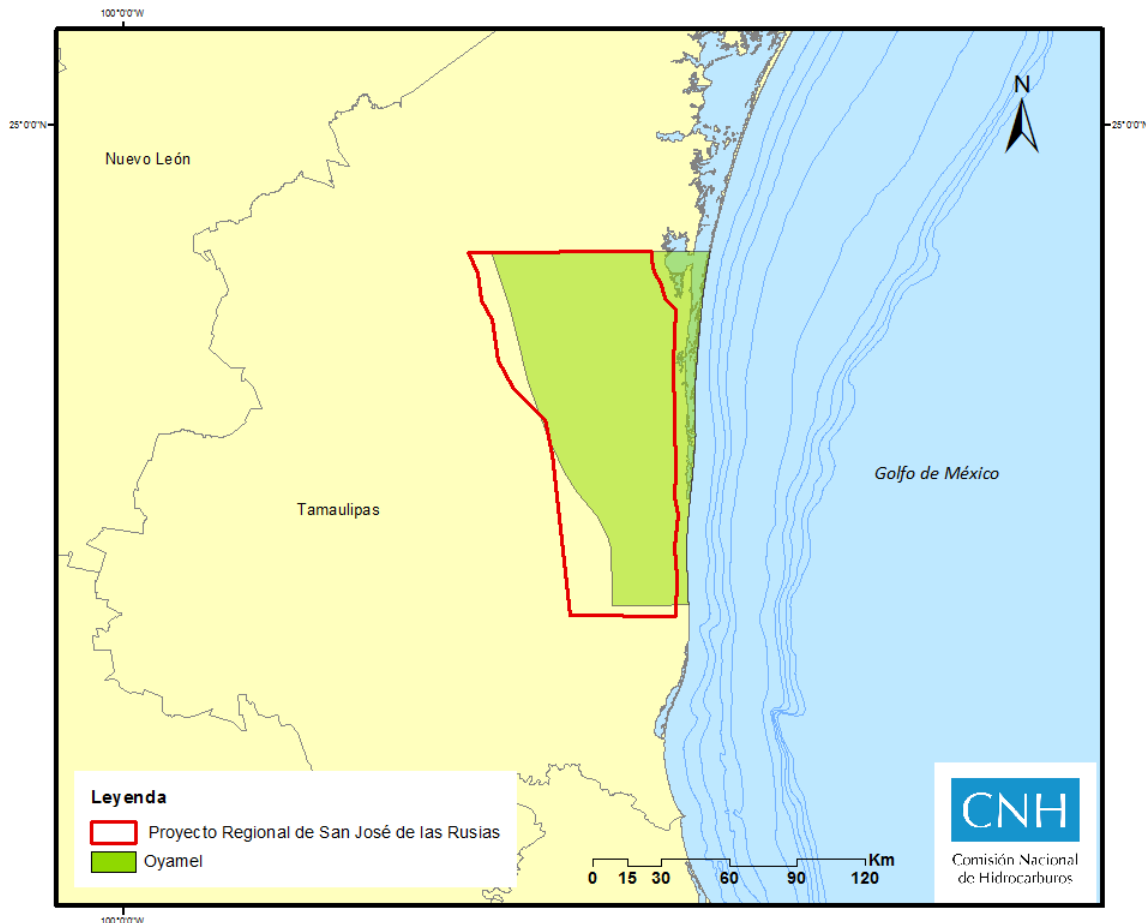 100°0'0"W
25°0'0"N
25°0'0"N
N
Nuevo León
Tamaulipas
Golfo de México
Leyenda
Proyecto Regional de San José de las Rusias
Oyamel
Km
0 15 30 60 90 120
CNH
Comisión Nacional
de Hidrocarburos
100°0'0"W